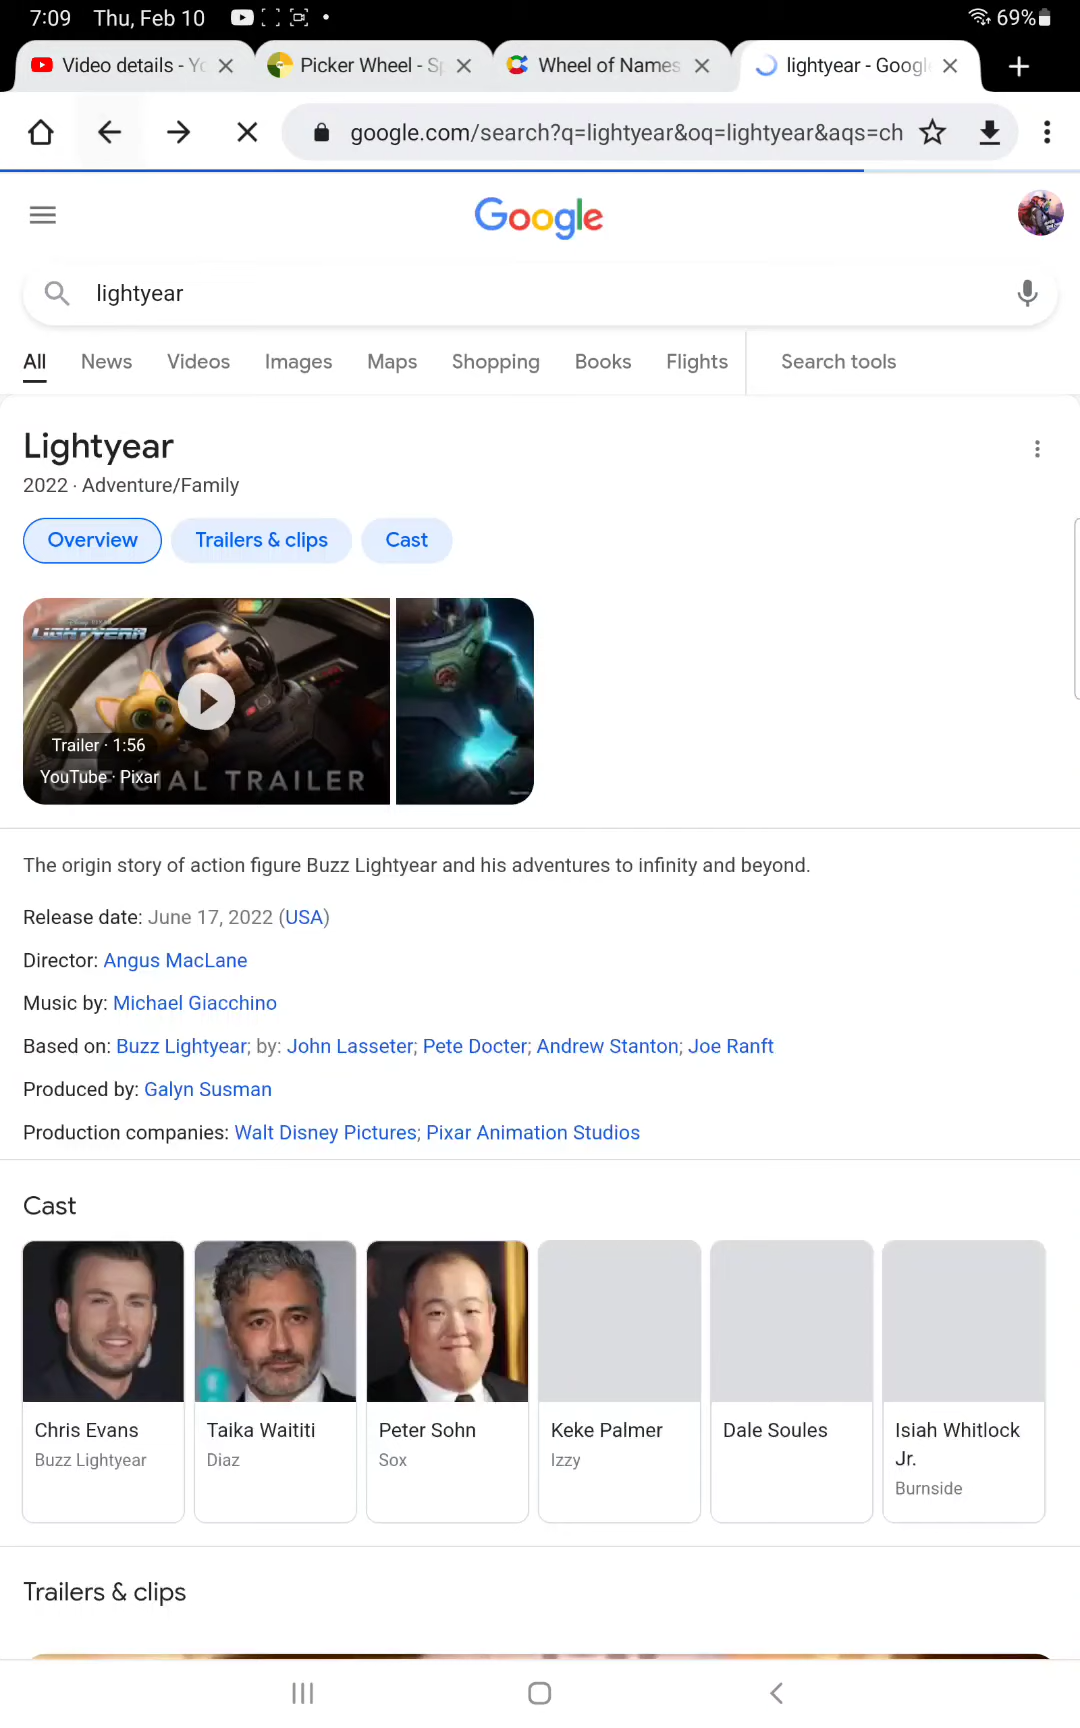 7:09 Thu, Feb 10 69%
Video details - Yo
Picker Wheel - Sp
Wheel of Names
lightyear - Googl
google.com/search?q=lightyear&oq=lightyear&aqs=ch
Google
lightyear
All News Videos Images Maps Shopping Books Flights Search tools
Lightyear
2022 · Adventure/Family
Overview Trailers & clips Cast
DISNEY PIXAR
LIGHTYEAR
Trailer · 1:56
YouTube · Pixar
OFFICIAL TRAILER
The origin story of action figure Buzz Lightyear and his adventures to infinity and beyond.
Release date: June 17, 2022 (USA)
Director: Angus MacLane
Music by: Michael Giacchino
Based on: Buzz Lightyear; by: John Lasseter; Pete Docter; Andrew Stanton; Joe Ranft
Produced by: Galyn Susman
Production companies: Walt Disney Pictures; Pixar Animation Studios
Cast
Chris Evans
Buzz Lightyear
Taika Waititi
Diaz
Peter Sohn
Sox
Keke Palmer
Izzy
Dale Soules
Isiah Whitlock
Jr.
Burnside
Trailers & clips